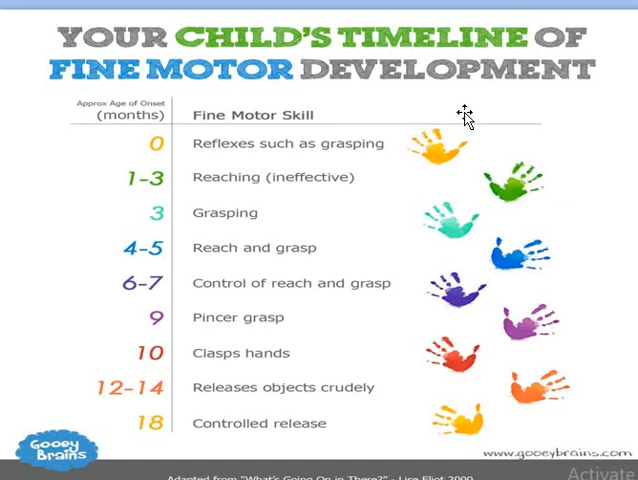 YOUR CHILD'S TIMELINE OF
FINE MOTOR DEVELOPMENT
Approx Age of Onset
(months) Fine Motor Skill
0 Reflexes such as grasping
1-3 Reaching (ineffective)
3 Grasping
4-5 Reach and grasp
6-7 Control of reach and grasp
9 Pincer grasp
10 Clasps hands
12-14 Releases objects crudely
18 Controlled release
Gooey
Brains
www.gooeybrains.com
Adapted from "What's Going On in There?" - Lise Eliot 2000
Activate